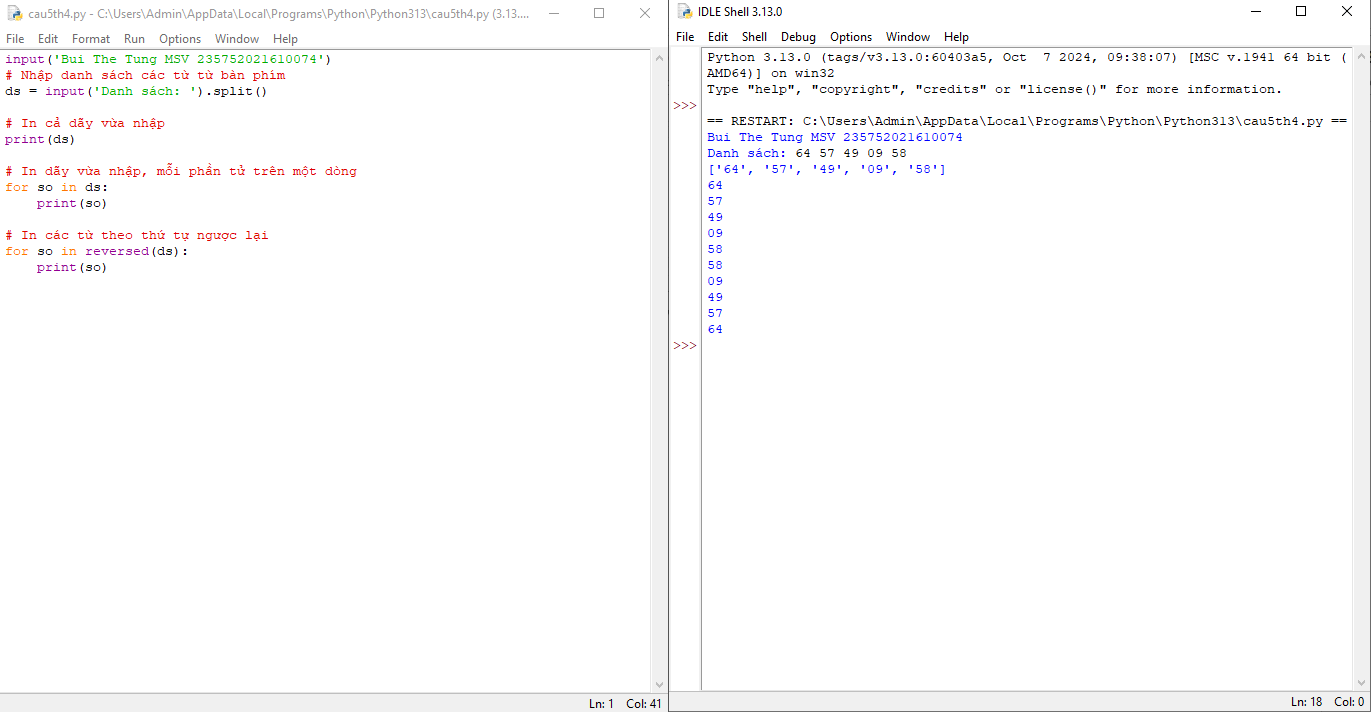 cau5th4.py - C:\Users\Admin\AppData\Local\Programs\Python\Python313\cau5th4.py (3.13....
File Edit Format Run Options Window Help
input('Bui The Tung MSV 235752021610074')
# Nhập danh sách các từ từ bàn phím
ds = input('Danh sách: ').split()
# In cả dãy vừa nhập
print(ds)
# In dãy vừa nhập, mỗi phần tử trên một dòng
for so in ds:
    print(so)
# In các từ theo thứ tự ngược lại
for so in reversed(ds):
    print(so)
Ln: 1 Col: 41
IDLE Shell 3.13.0
File Edit Shell Debug Options Window Help
Python 3.13.0 (tags/v3.13.0:60403a5, Oct  7 2024, 09:38:07) [MSC v.1941 64 bit (
AMD64)] on win32
Type "help", "copyright", "credits" or "license()" for more information.
>>>
== RESTART: C:\Users\Admin\AppData\Local\Programs\Python\Python313\cau5th4.py ==
Bui The Tung MSV 235752021610074
Danh sách: 64 57 49 09 58
['64', '57', '49', '09', '58']
64
57
49
09
58
58
09
49
57
64
>>>
Ln: 18 Col: 0